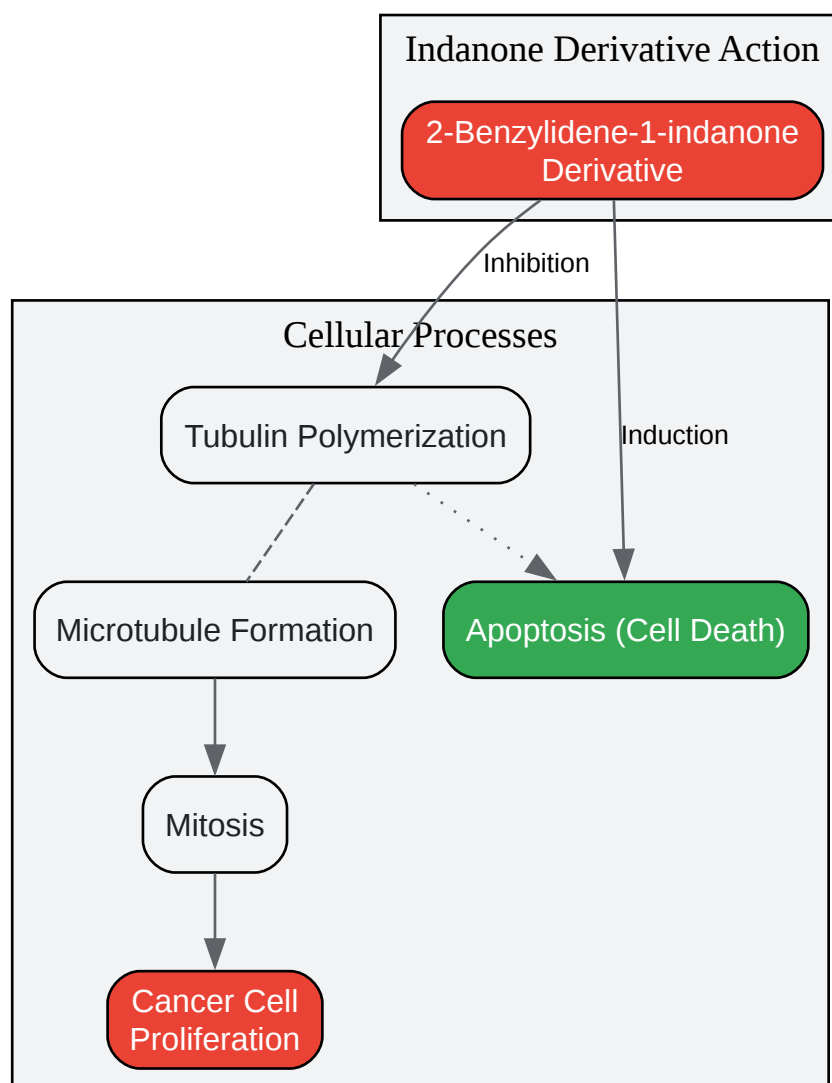 Indanone Derivative Action
2-Benzylidene-1-indanone
Derivative
Inhibition
Cellular Processes
Tubulin Polymerization
Induction
Microtubule Formation
Apoptosis (Cell Death)
Mitosis
Cancer Cell
Proliferation